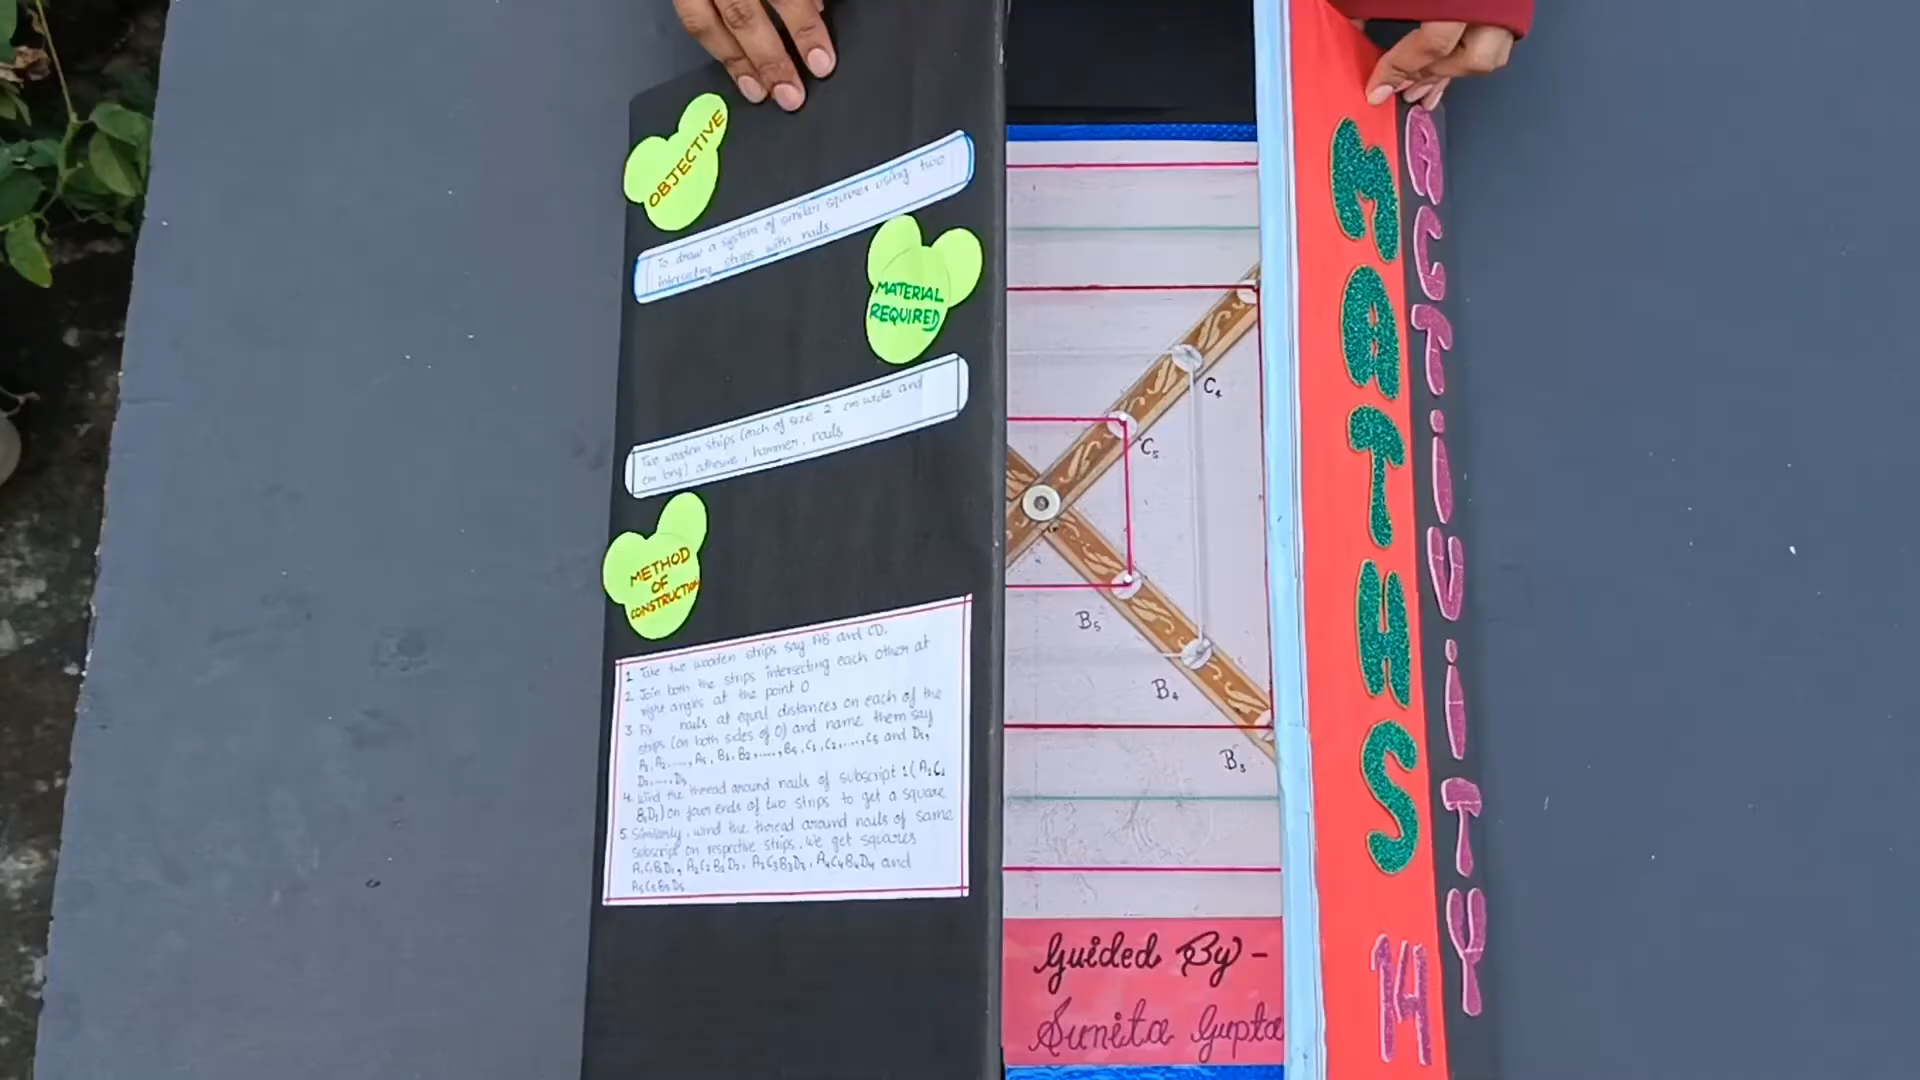 OBJECTIVE
To draw a system of similar squares using two
intersecting strips with nails
MATERIAL
REQUIRED
Two wooden strips (each of size 2 cm wide and
cm long) adhesive, hammer, nails
METHOD
OF
CONSTRUCTION
1. Take two wooden strips say AB and CD.
2. Join both the strips intersecting each other at
right angles at the point O
3. Fix nails at equal distances on each of the
strips (on both sides of O) and name them say
A₁, A₂, ....., A₅, B₁, B₂, ....., B₅, C₁, C₂, ....., C₅ and D₁,
D₂, ...., D₅
4. Wind the thread around nails of subscript 1 (A₁C₁
B₁D₁) on four ends of two strips to get a square
5. Similarly, wind the thread around nails of same
subscript on respective strips. We get squares
A₁C₁B₁D₁, A₂C₂B₂D₂, A₃C₃B₃D₃, A₄C₄B₄D₄ and
A₅C₅B₅D₅
C₄
C₅
B₅
B₄
B₃
Guided By -
Sunita Gupta
MATHS
ACTIVITY